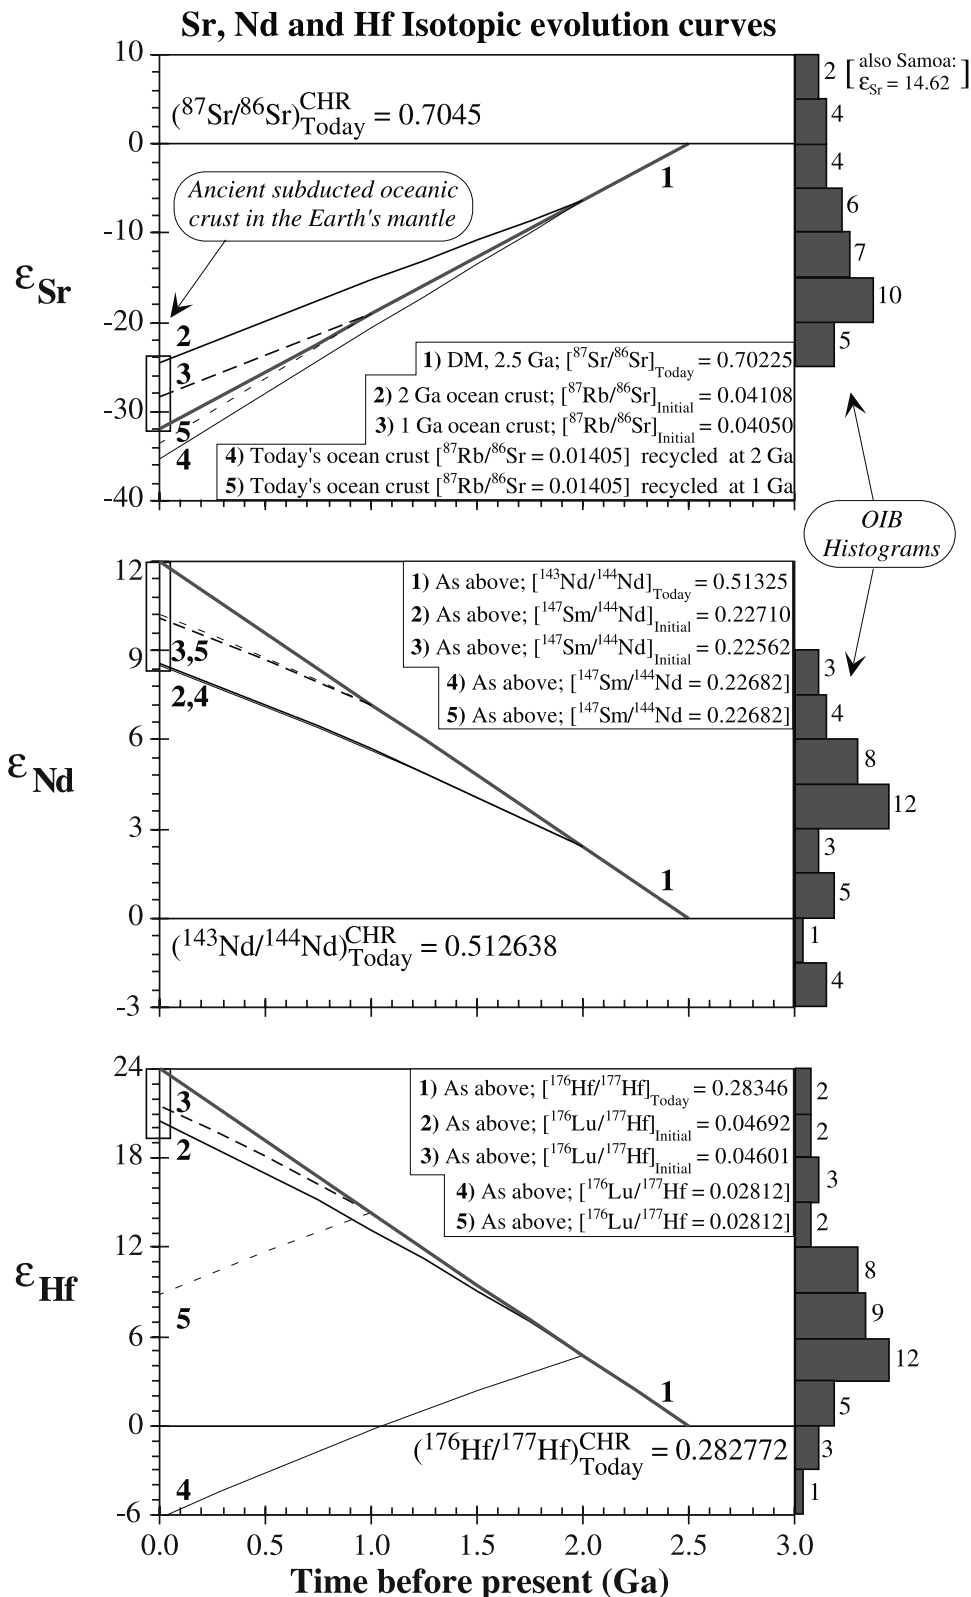 Sr, Nd and Hf Isotopic evolution curves
10
0
-10
-20
-30
-40
εSr
(87Sr/86Sr)CHR Today = 0.7045
Ancient subducted oceanic
crust in the Earth's mantle
1
2
3
5
4
1) DM, 2.5 Ga; [87Sr/86Sr]Today = 0.70225
2) 2 Ga ocean crust; [87Rb/86Sr]Initial = 0.04108
3) 1 Ga ocean crust; [87Rb/86Sr]Initial = 0.04050
4) Today's ocean crust [87Rb/86Sr = 0.01405] recycled at 2 Ga
5) Today's ocean crust [87Rb/86Sr = 0.01405] recycled at 1 Ga
2 [also Samoa:
εSr = 14.62]
4
4
6
7
10
5
OIB
Histograms
12
9
6
3
0
-3
εNd
1) As above; [143Nd/144Nd]Today = 0.51325
2) As above; [147Sm/144Nd]Initial = 0.22710
3) As above; [147Sm/144Nd]Initial = 0.22562
4) As above; [147Sm/144Nd = 0.22682]
5) As above; [147Sm/144Nd = 0.22682]
3,5
2,4
1
(143Nd/144Nd)CHR Today = 0.512638
3
4
8
12
3
5
1
4
24
18
12
6
0
-6
εHf
1) As above; [176Hf/177Hf]Today = 0.28346
2) As above; [176Lu/177Hf]Initial = 0.04692
3) As above; [176Lu/177Hf]Initial = 0.04601
4) As above; [176Lu/177Hf = 0.02812]
5) As above; [176Lu/177Hf = 0.02812]
3
2
5
1
4
(176Hf/177Hf)CHR Today = 0.282772
2
2
3
2
8
9
12
5
3
1
0.0 0.5 1.0 1.5 2.0 2.5 3.0
Time before present (Ga)